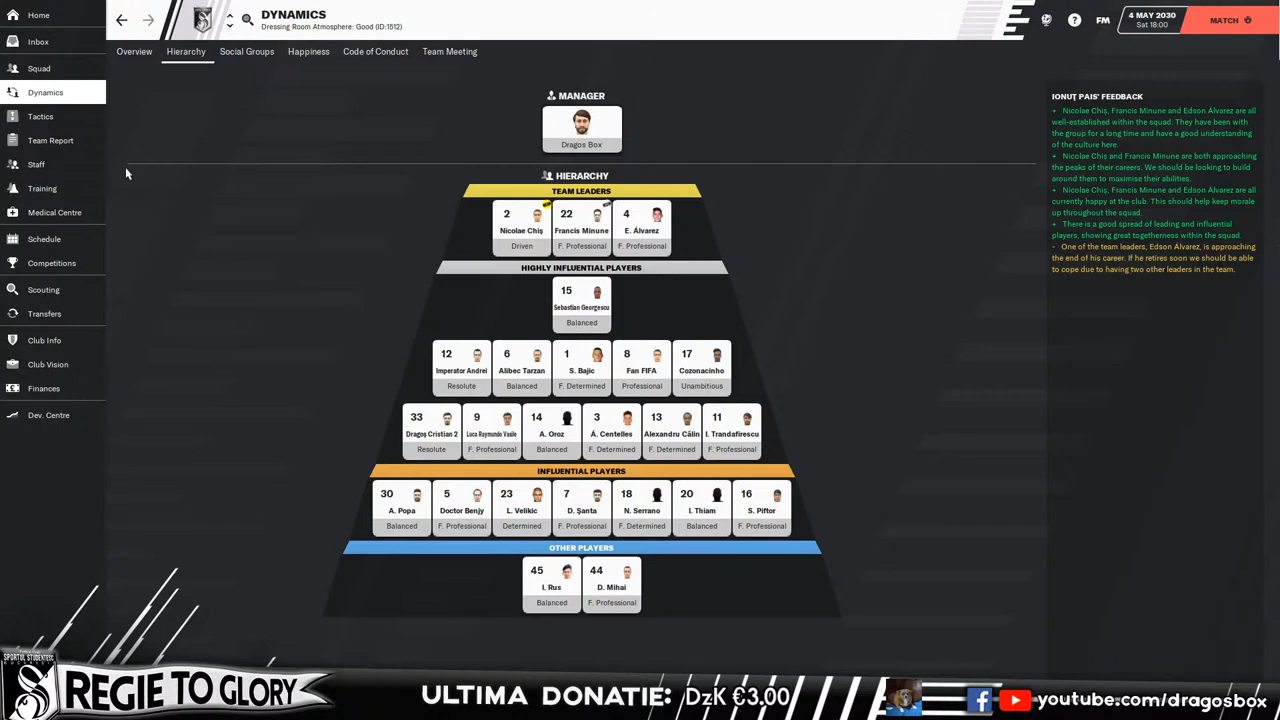 Home
Inbox
Squad
Dynamics
Tactics
Team Report
Staff
Training
Medical Centre
Schedule
Competitions
Scouting
Transfers
Club Info
Club Vision
Finances
Dev. Centre
DYNAMICS
Dressing Room Atmosphere: Good (ID:1512)
FM
4 MAY 2030
Sat 18:00
MATCH
Overview
Hierarchy
Social Groups
Happiness
Code of Conduct
Team Meeting
MANAGER
Dragos Box
HIERARCHY
TEAM LEADERS
2 22 4
Nicolae Chiș Francis Minune E. Álvarez
Driven F. Professional F. Professional
HIGHLY INFLUENTIAL PLAYERS
15
Sebastian Georgescu
Balanced
12 6 1 8 17
Imperator Andrei Alibec Tarzan S. Bajic Fan FIFA Cozonacinho
Resolute Balanced F. Determined Professional Unambitious
33 9 14 3 13 11
Dragoș Cristian 2 Luca Raymundo Vasile A. Oroz Á. Centelles Alexandru Călin I. Trandafirescu
Resolute F. Professional Balanced F. Determined F. Determined F. Professional
INFLUENTIAL PLAYERS
30 5 23 7 18 20 16
A. Popa Doctor Benjy L. Velikic D. Șanta N. Serrano I. Thiam S. Piftor
Balanced F. Professional Determined F. Professional F. Determined Balanced F. Professional
OTHER PLAYERS
45 44
I. Rus D. Mihai
Balanced F. Professional
IONUȚ PAIS' FEEDBACK
+ Nicolae Chiș, Francis Minune and Edson Álvarez are all
well-established within the squad. They have been with
the group for a long time and have a good understanding
of the culture here.
+ Nicolae Chiș and Francis Minune are both approaching
the peaks of their careers. We should be looking to
build around them to maximise their abilities.
+ Nicolae Chiș, Francis Minune and Edson Álvarez are all
currently happy at the club. This should help keep morale
up throughout the squad.
+ There is a good spread of leading and influential
players, showing great togetherness within the squad.
- One of the team leaders, Edson Álvarez, is approaching
the end of his career. If he retires soon we should be able
to cope due to having two other leaders in the team.
SPORTUL STUDENȚESC
REGIE TO GLORY
ULTIMA DONATIE: DzK €3.00
youtube.com/dragosbox